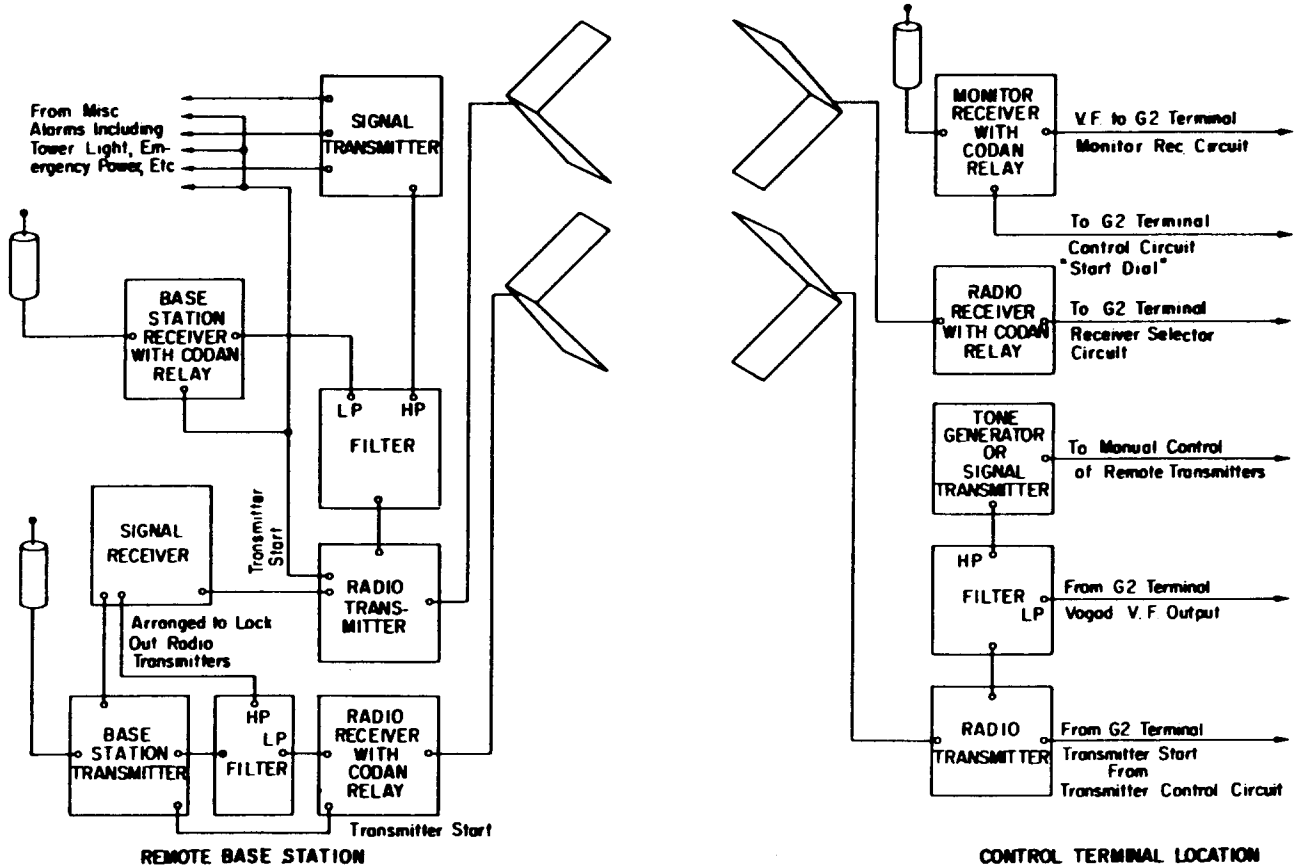 From Misc
Alarms Including
Tower Light, Em-
ergency Power, Etc
SIGNAL
TRANSMITTER
BASE
STATION
RECEIVER
WITH CODAN
RELAY
LP HP
FILTER
SIGNAL
RECEIVER
Transmitter
Start
RADIO
TRANS-
MITTER
Arranged to Lock
Out Radio
Transmitters
BASE
STATION
TRANSMITTER
HP
LP
FILTER
RADIO
RECEIVER
WITH
CODAN
RELAY
Transmitter Start
REMOTE BASE STATION
MONITOR
RECEIVER
WITH
CODAN
RELAY
V.F. to G2 Terminal
Monitor Rec. Circuit
To G2 Terminal
Control Circuit
"Start Dial"
RADIO
RECEIVER
WITH CODAN
RELAY
To G2 Terminal
Receiver Selector
Circuit
TONE
GENERATOR
OR
SIGNAL
TRANSMITTER
To Manual Control
of Remote Transmitters
HP
FILTER
LP
From G2 Terminal
Vogad V.F. Output
RADIO
TRANSMITTER
From G2 Terminal
Transmitter Start
From
Transmitter Control Circuit
CONTROL TERMINAL LOCATION